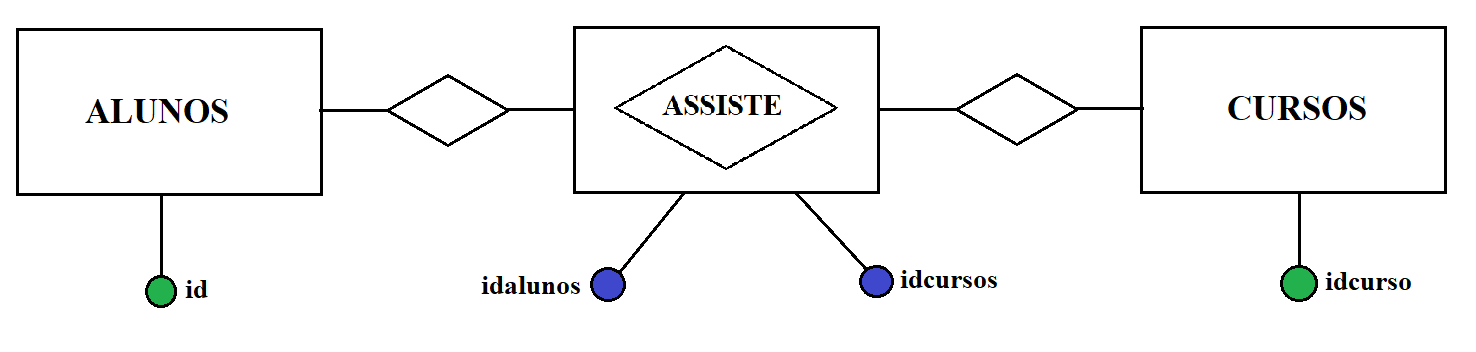 ALUNOS
ASSISTE
CURSOS
id
idalunos
idcursos
idcurso